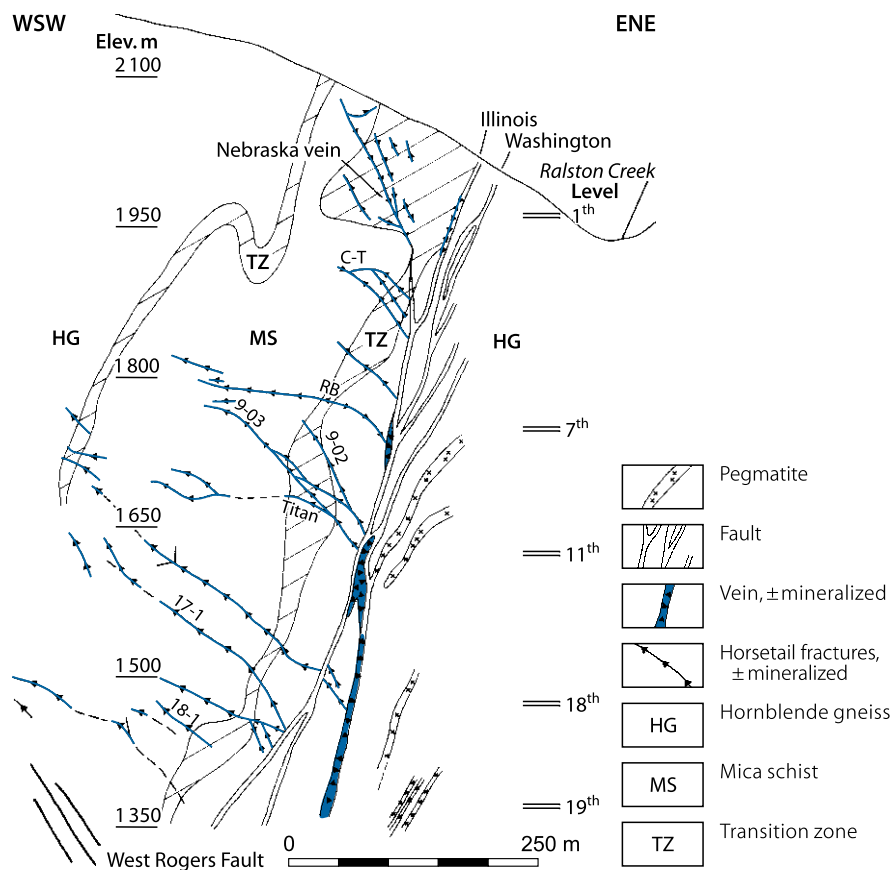 WSW
ENE
Elev. m
2 100
Illinois
Washington
Nebraska vein
Ralston Creek
Level
1 950
1th
TZ
C-T
HG
MS
TZ
HG
1 800
RB
9-03
9-02
7th
Titan
Pegmatite
1 650
11th
Fault
17-1
Vein, ± mineralized
1 500
Horsetail fractures,
± mineralized
18-1
18th
HG
Hornblende gneiss
MS
Mica schist
1 350
19th
TZ
Transition zone
West Rogers Fault
0
250 m